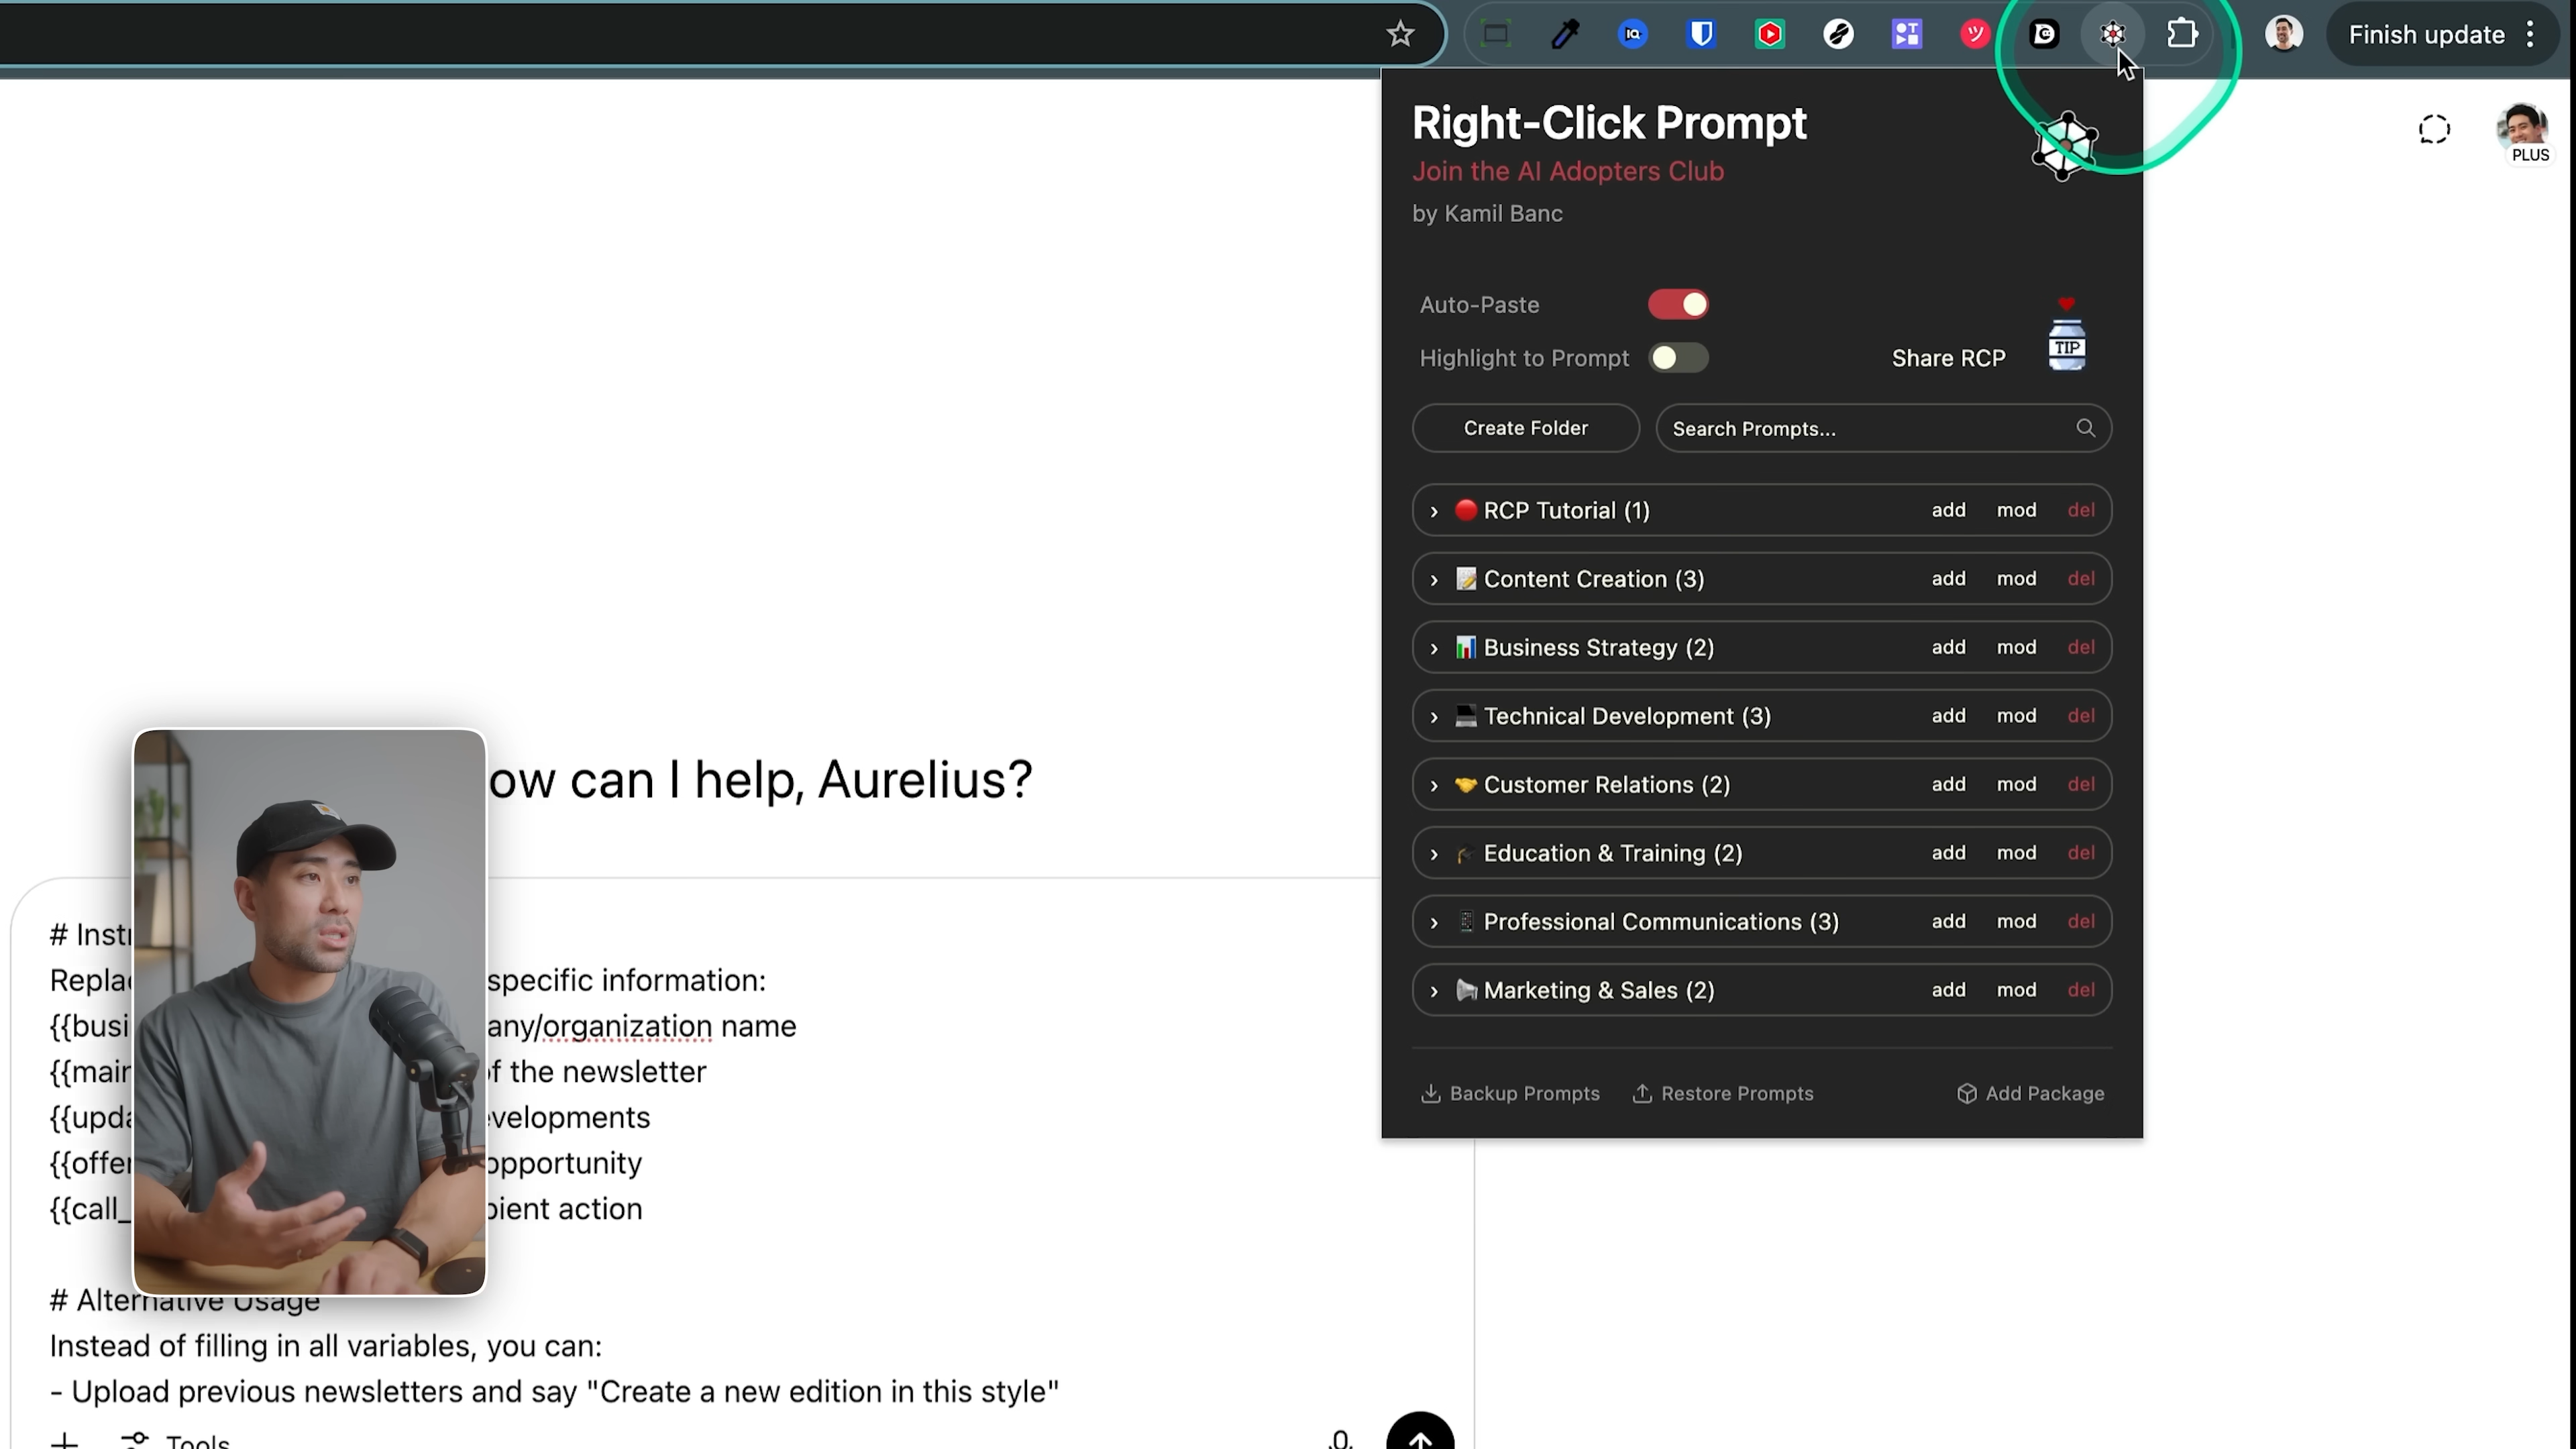 Finish update
PLUS
Right-Click Prompt
Join the AI Adopters Club
by Kamil Banc
Auto-Paste
Highlight to Prompt
Share RCP
TIP
Create Folder
Search Prompts...
RCP Tutorial (1) add mod del
Content Creation (3) add mod del
Business Strategy (2) add mod del
Technical Development (3) add mod del
Customer Relations (2) add mod del
Education & Training (2) add mod del
Professional Communications (3) add mod del
Marketing & Sales (2) add mod del
Backup Prompts
Restore Prompts
Add Package
ow can I help, Aurelius?
# Inst
Repla specific information:
{{busi any/organization name
{{mai f the newsletter
{{upda velopments
{{offe opportunity
{{call_ ient action
# Alternative Usage
Instead of filling in all variables, you can:
- Upload previous newsletters and say "Create a new edition in this style"
Tools